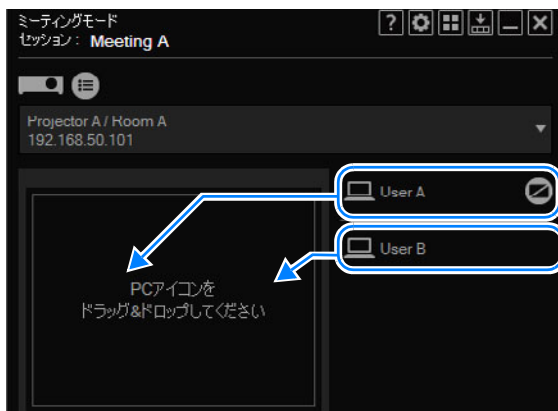 ミーティングモード
セッション： Meeting A
?
Projector A / Room A
192.168.50.101
User A
User B
PCアイコンを
ドラッグ&ドロップしてください